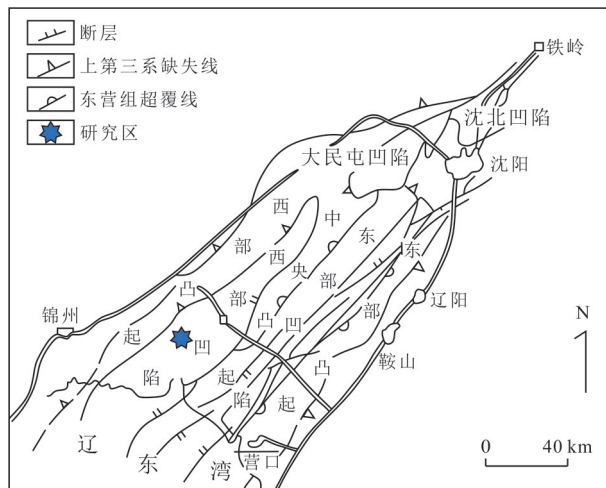 断层
上第三系缺失线
东营组超覆线
研究区
铁岭
沈北凹陷
大民屯凹陷
沈阳
西部凸起
西部凹陷
中央凸起
东部凹陷
东部凸起
辽阳
鞍山
锦州
营口
辽东湾
N
0 40 km